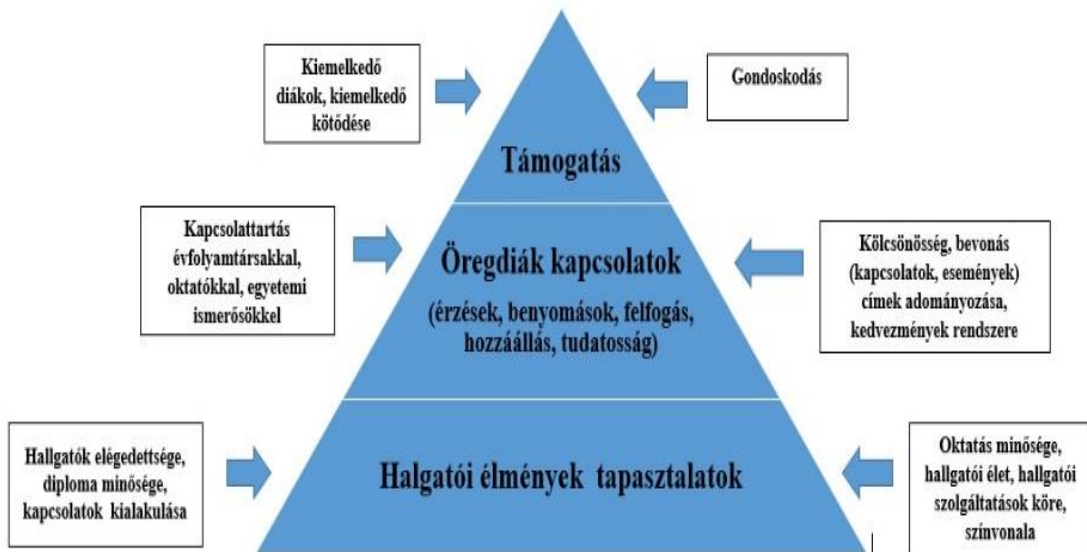 Kiemelkedő
diákok, kiemelkedő
kötődése
Gondoskodás
Támogatás
Kapcsolattartás
évfolyamtársakkal,
oktatókkal, egyetemi
ismerősökkel
Öregdiák kapcsolatok
(érzések, benyomások, felfogás,
hozzáállás, tudatosság)
Kölcsönösség, bevonás
(kapcsolatok, események)
címek adományozása,
kedvezmények rendszere
Hallgatók elégedettsége,
diploma minősége,
kapcsolatok kialakulása
Halgatói élmények tapasztalatok
Oktatás minősége,
hallgatói élet, hallgatói
szolgáltatások köre,
színvonala